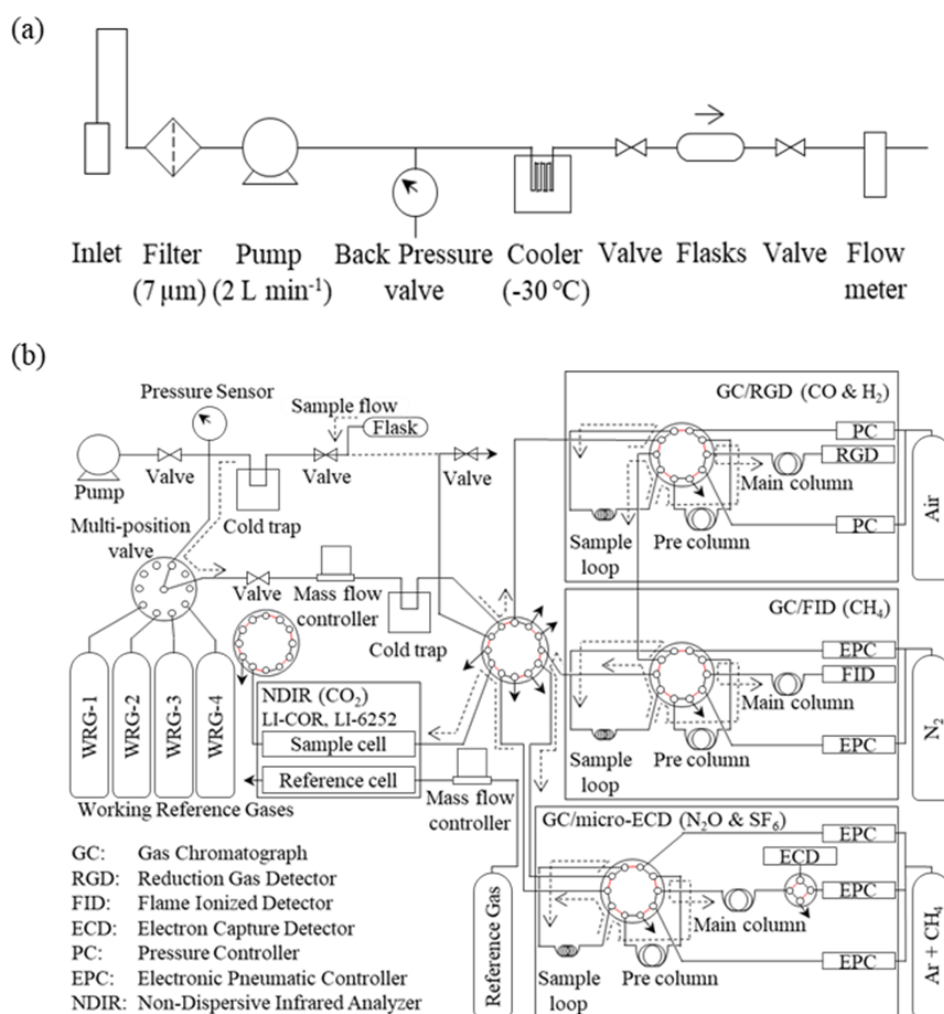 (a)
Inlet Filter Pump Back Pressure Cooler Valve Flasks Valve Flow
(7 μm) (2 L min-1) valve (-30 °C) meter
(b)
Pressure Sensor
Sample flow
Flask
Pump
Valve
Valve
Valve
Cold trap
Multi-position
valve
Valve
Mass flow
controller
Cold trap
WRG-1
WRG-2
WRG-3
WRG-4
Working Reference Gases
NDIR (CO2)
LI-COR, LI-6252
Sample cell
Reference cell
Mass flow
controller
Reference Gas
GC/RGD (CO & H2)
PC
RGD
Main column
PC
Sample
loop
Pre column
Air
GC/FID (CH4)
EPC
FID
Main column
EPC
Sample
loop
Pre column
N2
GC/micro-ECD (N2O & SF6)
EPC
ECD
EPC
Main column
EPC
Sample
loop
Pre column
Ar + CH4
GC: Gas Chromatograph
RGD: Reduction Gas Detector
FID: Flame Ionized Detector
ECD: Electron Capture Detector
PC: Pressure Controller
EPC: Electronic Pneumatic Controller
NDIR: Non-Dispersive Infrared Analyzer